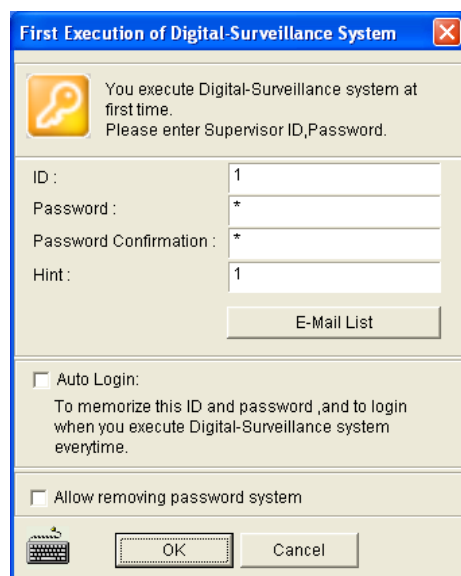 First Execution of Digital-Surveillance System
You execute Digital-Surveillance system at
first time.
Please enter Supervisor ID,Password.
ID : 1
Password : *
Password Confirmation : *
Hint : 1
E-Mail List
Auto Login:
To memorize this ID and password ,and to login
when you execute Digital-Surveillance system
everytime.
Allow removing password system
OK Cancel